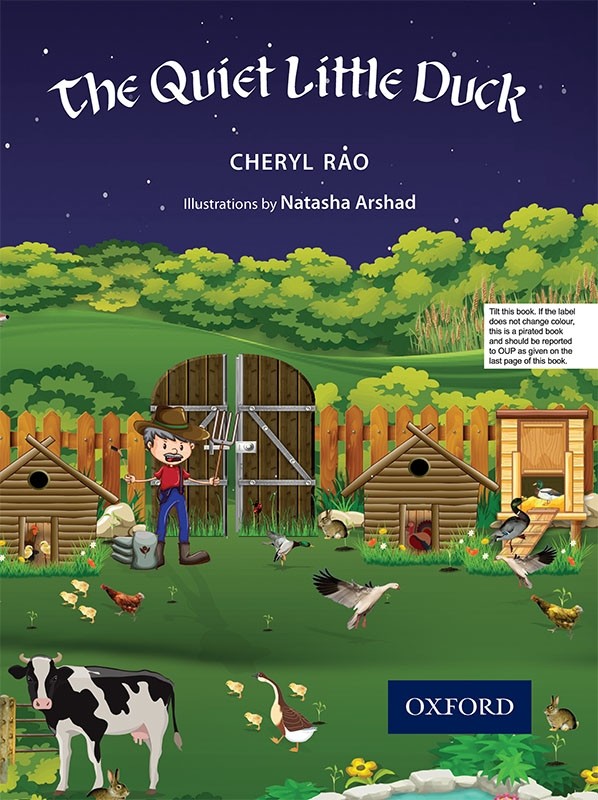 The Quiet Little Duck
CHERYL RAO
Illustrations by Natasha Arshad
Tilt this book. If the label
does not change colour,
this is a pirated book
and should be reported
to OUP as given on the
last page of this book.
OXFORD